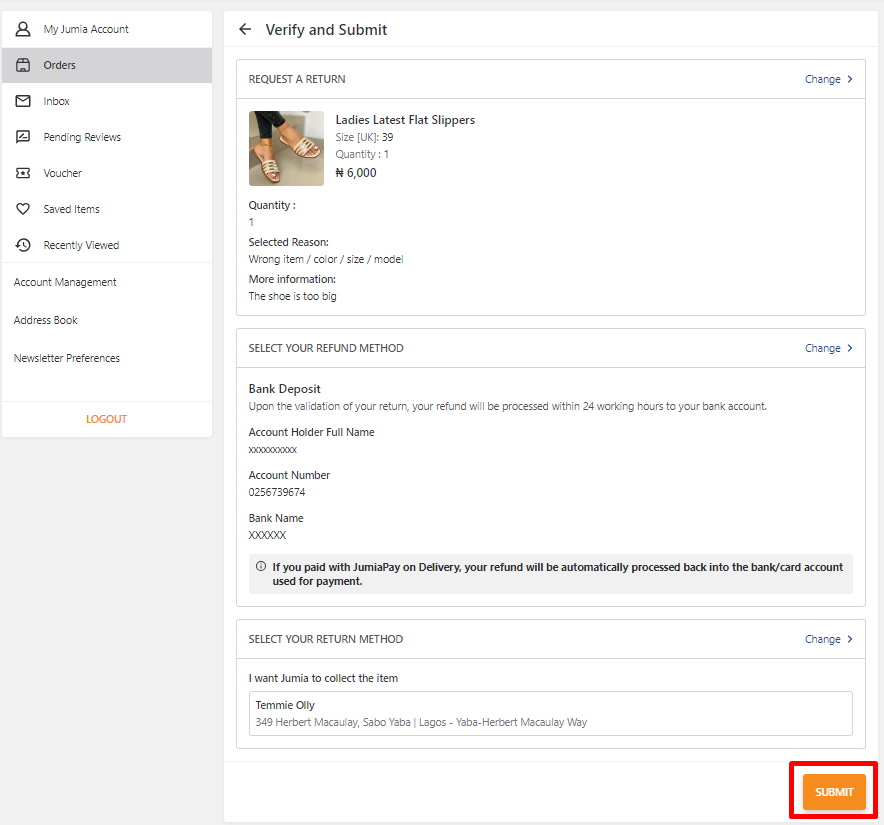 My Jumia Account
Orders
Inbox
Pending Reviews
Voucher
Saved Items
Recently Viewed
Account Management
Address Book
Newsletter Preferences
LOGOUT
Verify and Submit
REQUEST A RETURN
Change
Ladies Latest Flat Slippers
Size [UK]: 39
Quantity : 1
₦ 6,000
Quantity :
1
Selected Reason:
Wrong item / color / size / model
More information:
The shoe is too big
SELECT YOUR REFUND METHOD
Change
Bank Deposit
Upon the validation of your return, your refund will be processed within 24 working hours to your bank account.
Account Holder Full Name
xxxxxxxxxx
Account Number
0256739674
Bank Name
XXXXXX
If you paid with JumiaPay on Delivery, your refund will be automatically processed back into the bank/card account
used for payment.
SELECT YOUR RETURN METHOD
Change
I want Jumia to collect the item
Temmie Olly
349 Herbert Macaulay, Sabo Yaba | Lagos - Yaba-Herbert Macaulay Way
SUBMIT